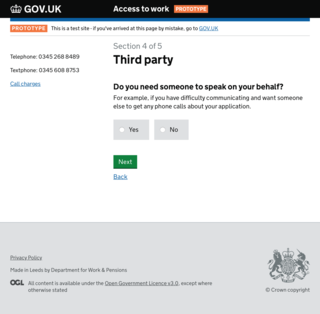 GOV.UK
Access to work PROTOTYPE
PROTOTYPE This is a test site - if you've arrived at this page by mistake, go to GOV.UK
Section 4 of 5
Third party
Telephone: 0345 268 8489
Textphone: 0345 608 8753
Call charges
Do you need someone to speak on your behalf?
For example, if you have difficulty communicating and want someone
else to get any phone calls about your application.
Yes
No
Next
Back
Privacy Policy
Made in Leeds by Department for Work & Pensions
OGL All content is available under the Open Government Licence v3.0, except where
otherwise stated
© Crown copyright